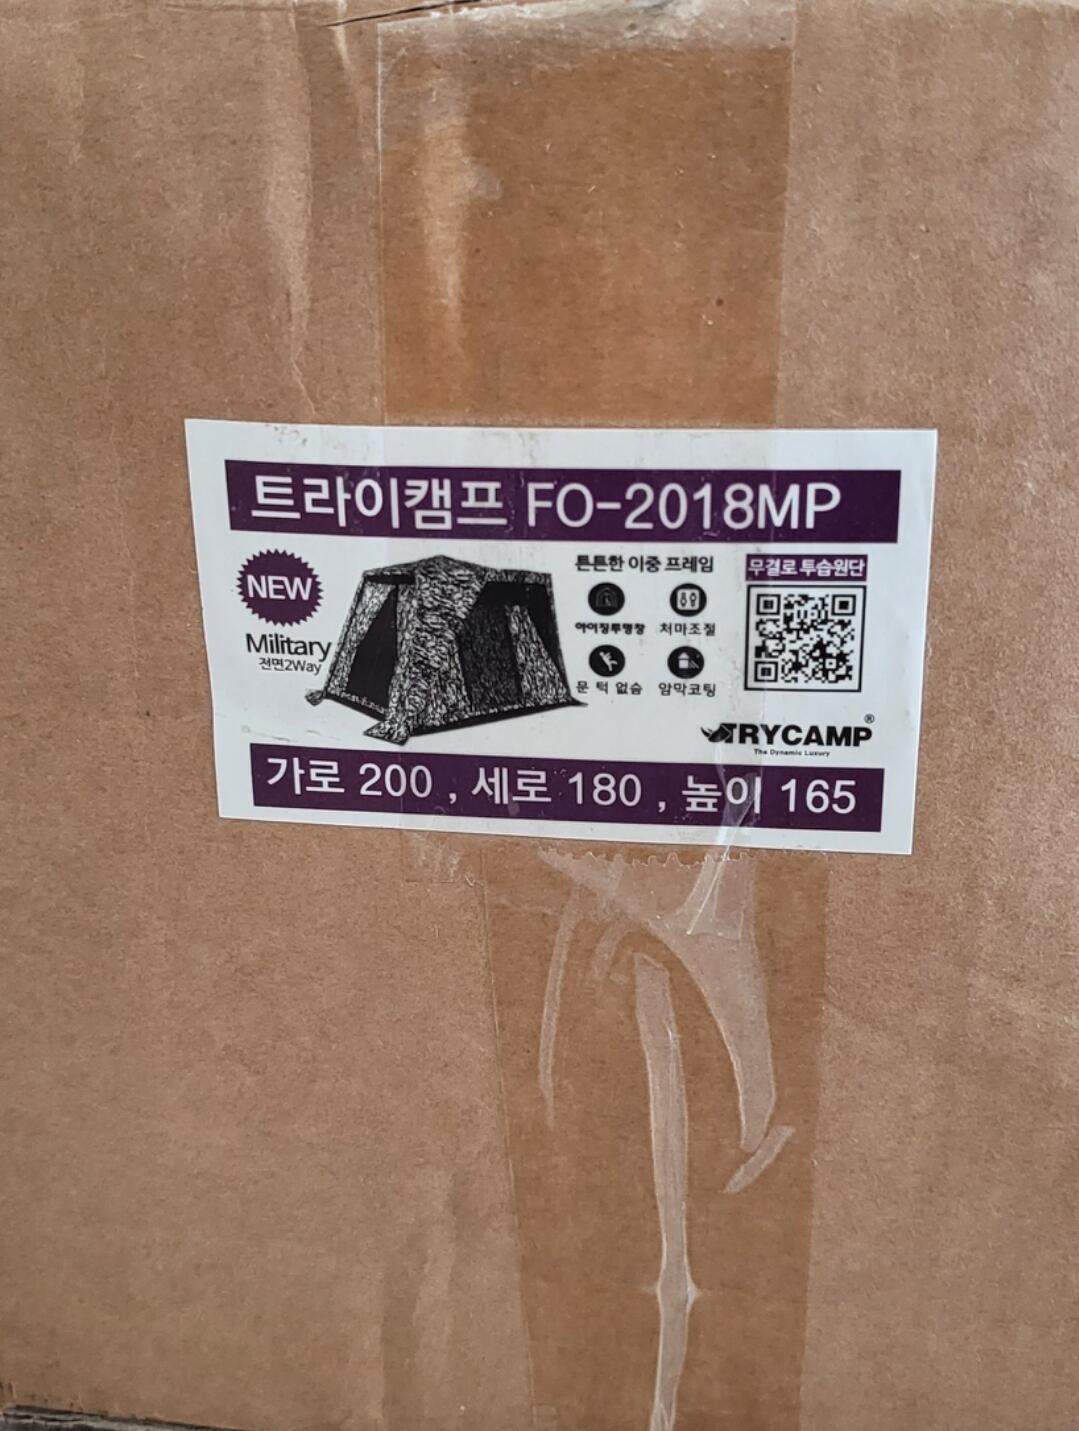 트라이캠프 FO-2018MP
NEW
Military
전면2Way
튼튼한 이중 프레임
아이징투명창 처마조절
문 턱 없슴 암막코팅
무결로 투습원단
TRYCAMP®
The Dynamic Luxury
가로 200 , 세로 180 , 높이 165